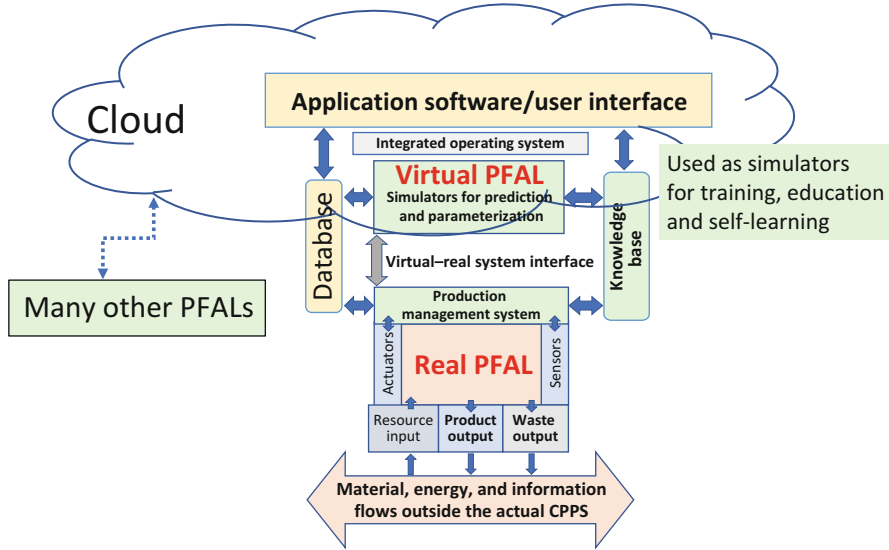 Application software/user interface
Cloud
Integrated operating system
Used as simulators
for training, education
and self-learning
Virtual PFAL
Simulators for prediction
and parameterization
Database
Knowledge
base
Virtual–real system interface
Many other PFALs
Production
management system
Actuators
Real PFAL
Sensors
Resource
input
Product
output
Waste
output
Material, energy, and information
flows outside the actual CPPS